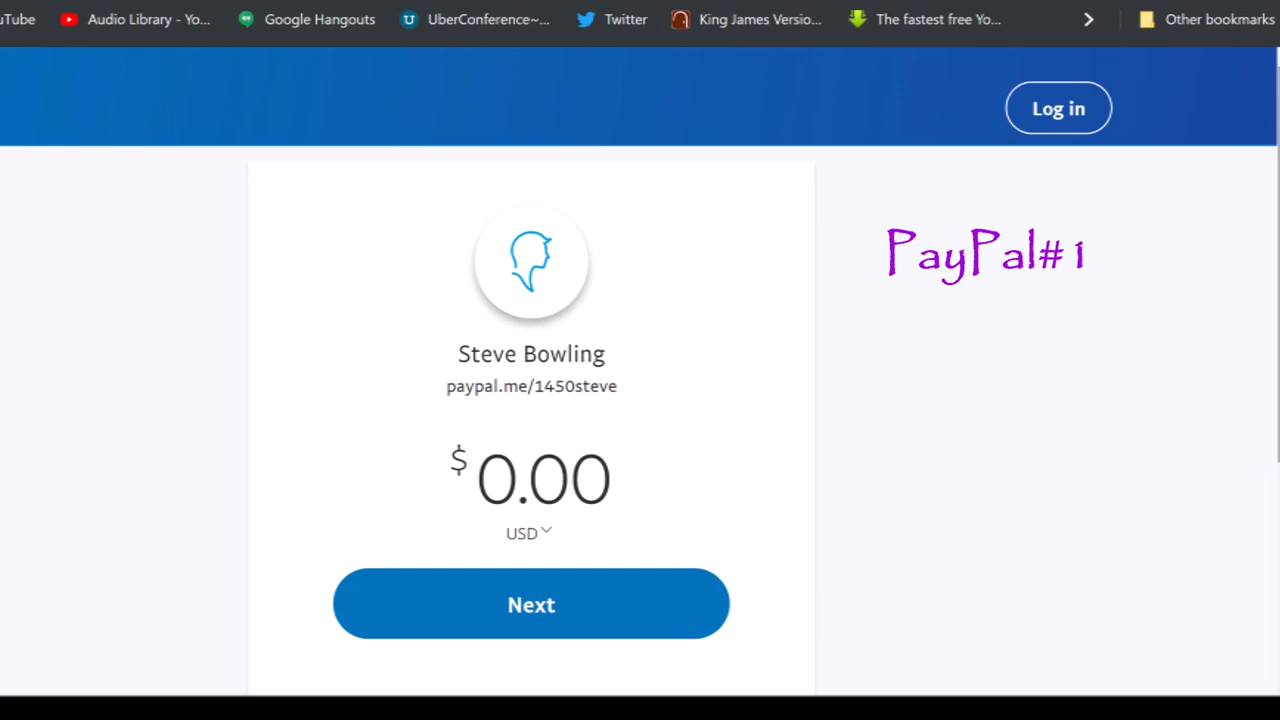 uTube Audio Library - Yo... Google Hangouts UberConference~... Twitter King James Versio... The fastest free Yo... Other bookmarks
Log in
PayPal#1
Steve Bowling
paypal.me/1450steve
$0.00
USD
Next